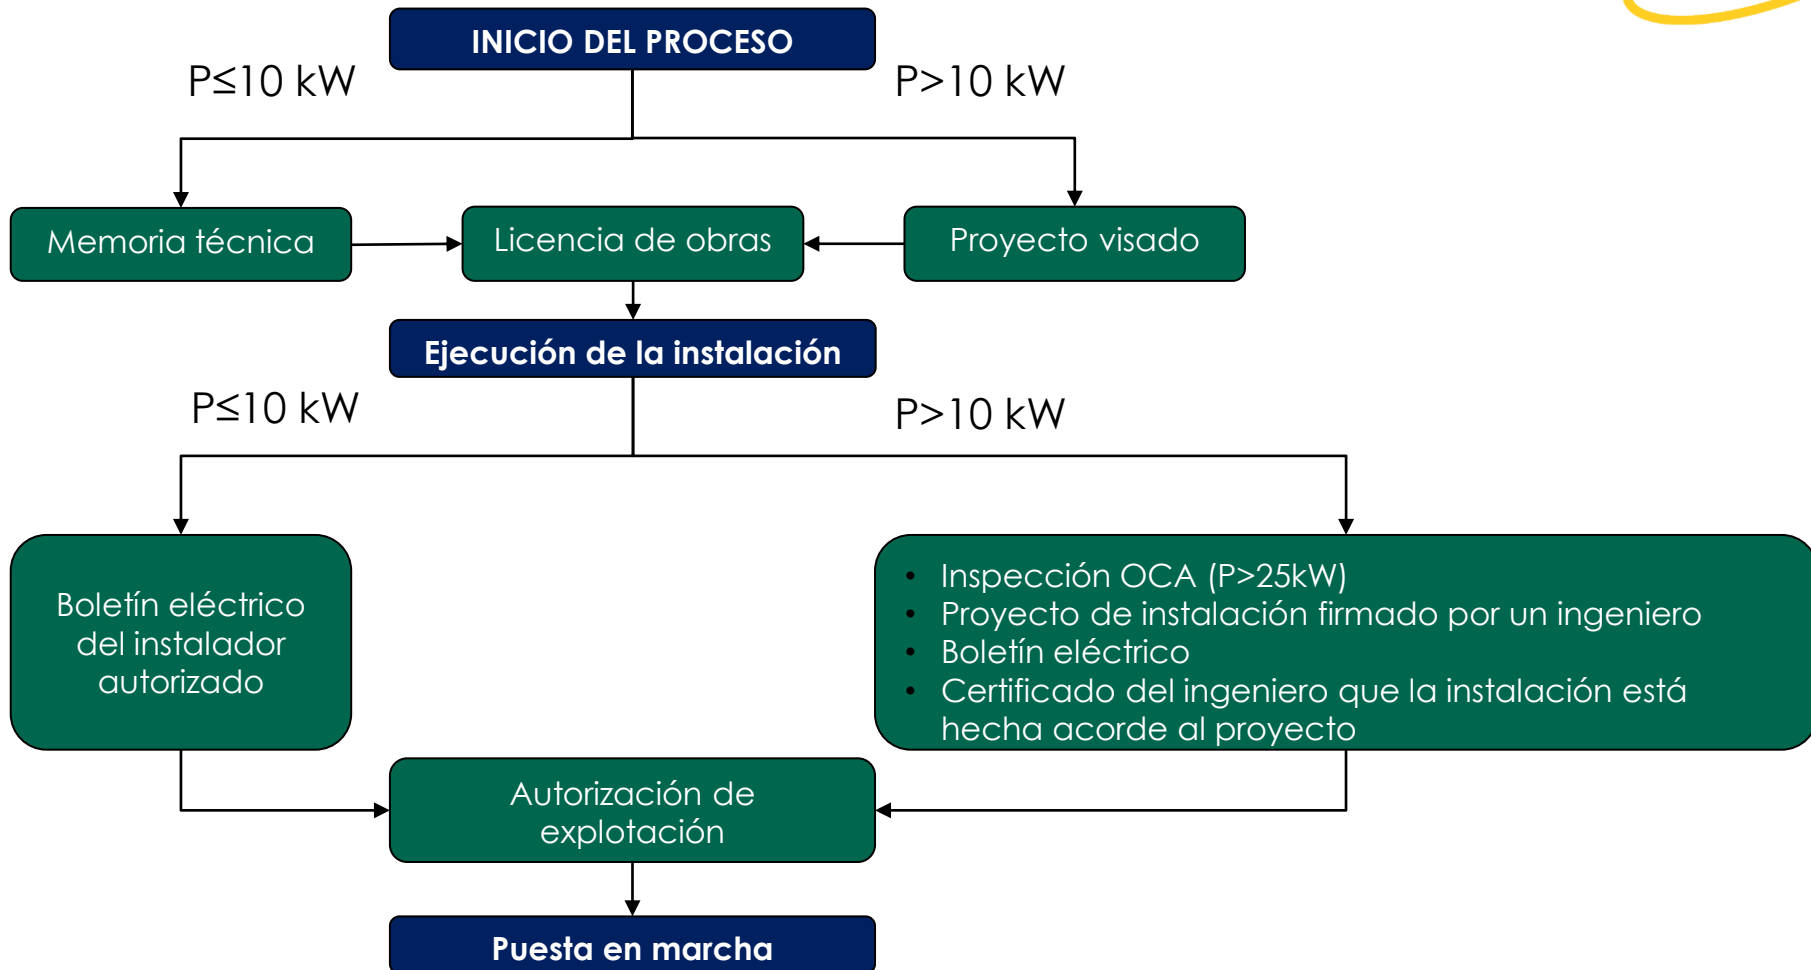 INICIO DEL PROCESO
P≤10 kW
P>10 kW
Memoria técnica
Licencia de obras
Proyecto visado
Ejecución de la instalación
P≤10 kW
P>10 kW
Boletín eléctrico
del instalador
autorizado
• Inspección OCA (P>25kW)
• Proyecto de instalación firmado por un ingeniero
• Boletín eléctrico
• Certificado del ingeniero que la instalación está
hecha acorde al proyecto
Autorización de
explotación
Puesta en marcha